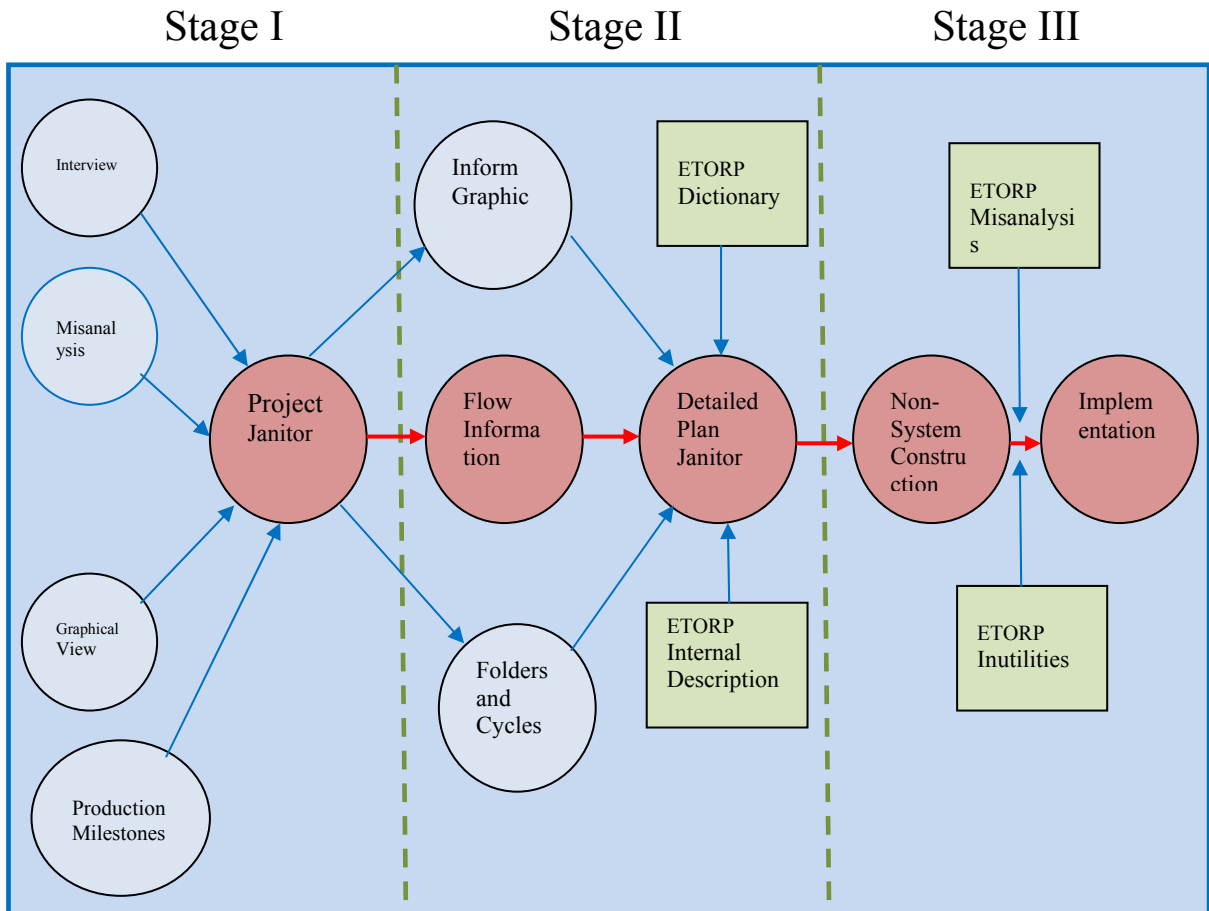 Stage I
Stage II
Stage III
Interview
Misanal
ysis
Project
Janitor
Graphical
View
Production
Milestones
Inform
Graphic
ETORP
Dictionary
Flow
Informa
tion
Detailed
Plan
Janitor
Folders
and
Cycles
ETORP
Internal
Description
ETORP
Misanalysi
s
Non-
System
Constru
ction
Implem
entation
ETORP
Inutilities